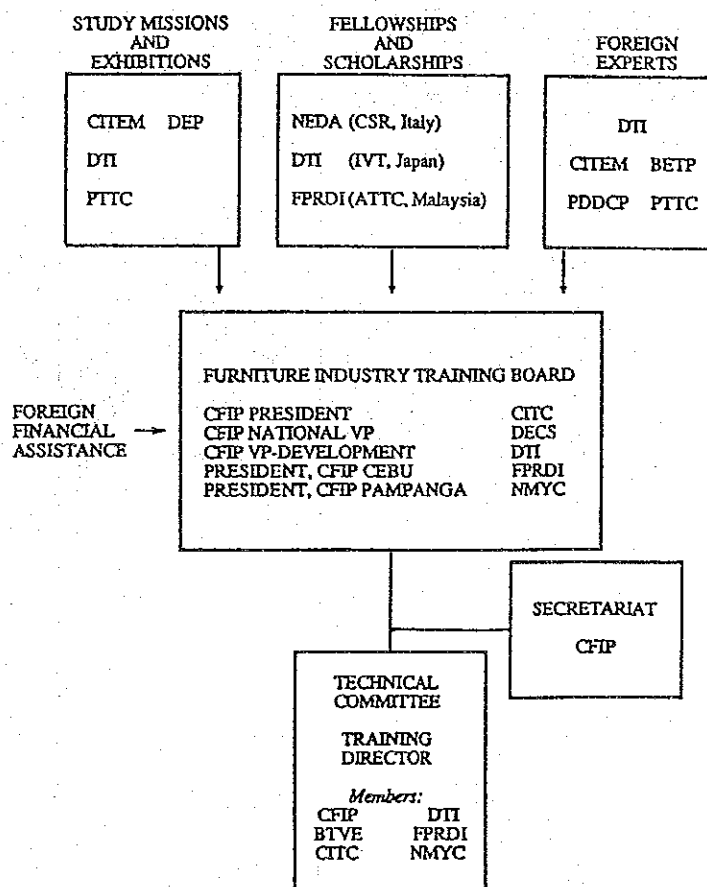 STUDY MISSIONS
AND
EXHIBITIONS
CITEM DEP
DTI
PTTC
FELLOWSHIPS
AND
SCHOLARSHIPS
NEDA (CSR, Italy)
DTI (IVT, Japan)
FPRDI (ATTC, Malaysia)
FOREIGN
EXPERTS
DTI
CITEM BETP
PDDCP PTTC
FOREIGN
FINANCIAL
ASSISTANCE
FURNITURE INDUSTRY TRAINING BOARD
CFIP PRESIDENT CITC
CFIP NATIONAL VP DECS
CFIP VP-DEVELOPMENT DTI
PRESIDENT, CFIP CEBU FPRDI
PRESIDENT, CFIP PAMPANGA NMYC
SECRETARIAT
CFIP
TECHNICAL
COMMITTEE
TRAINING
DIRECTOR
Members:
CFIP DTI
BTVE FPRDI
CITC NMYC